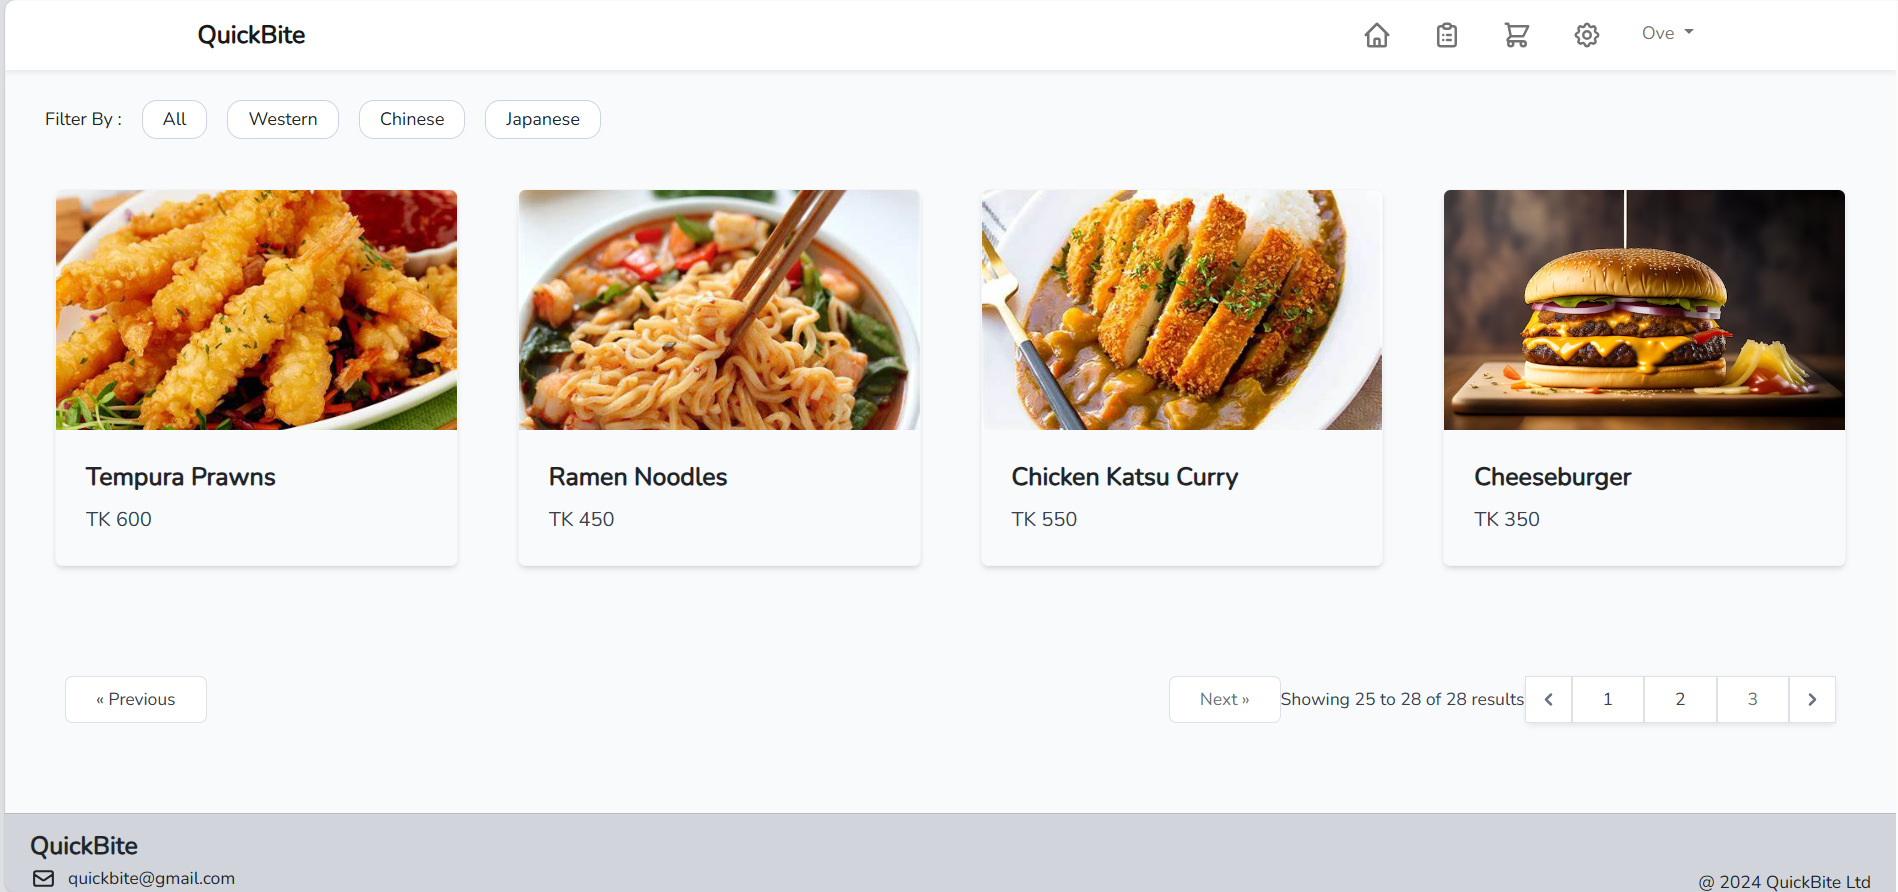 QuickBite
Ove
Filter By : All Western Chinese Japanese
Tempura Prawns
TK 600
Ramen Noodles
TK 450
Chicken Katsu Curry
TK 550
Cheeseburger
TK 350
« Previous
Next » Showing 25 to 28 of 28 results 1 2 3
QuickBite
quickbite@gmail.com
@ 2024 QuickBite Ltd